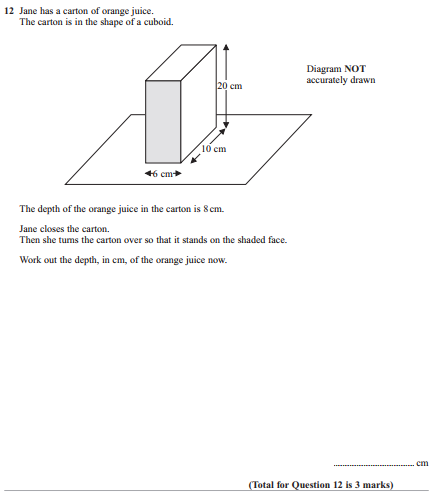 12 Jane has a carton of orange juice.
The carton is in the shape of a cuboid.
Diagram NOT
accurately drawn
20 cm
10 cm
6 cm
The depth of the orange juice in the carton is 8 cm.
Jane closes the carton.
Then she turns the carton over so that it stands on the shaded face.
Work out the depth, in cm, of the orange juice now.
.................................. cm
(Total for Question 12 is 3 marks)